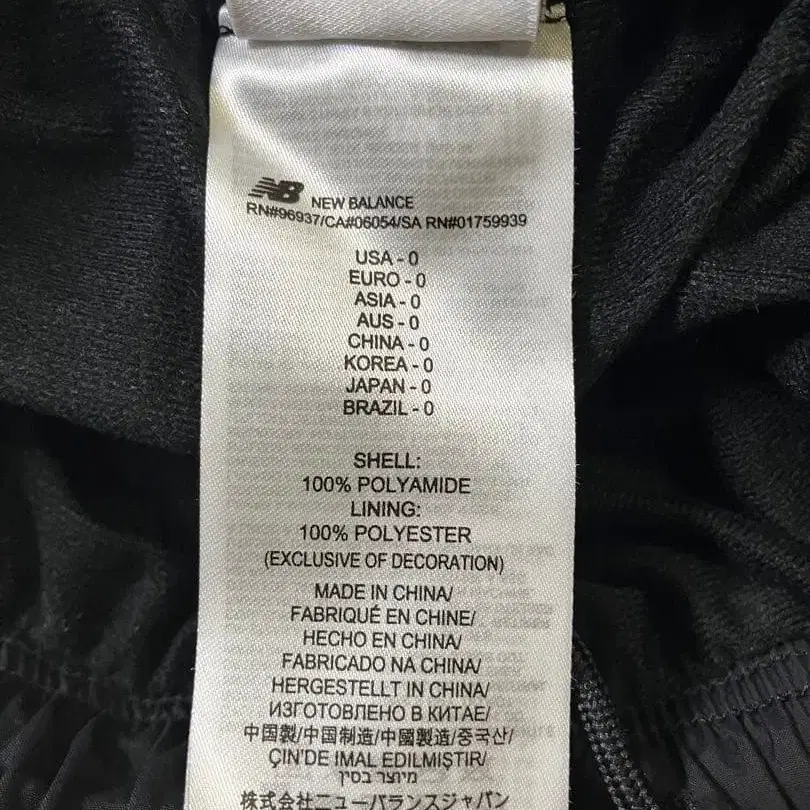 NB NEW BALANCE
RN#96937/CA#06054/SA RN#01759939
USA - 0
EURO - 0
ASIA - 0
AUS - 0
CHINA - 0
KOREA - 0
JAPAN - 0
BRAZIL - 0
SHELL:
100% POLYAMIDE
LINING:
100% POLYESTER
(EXCLUSIVE OF DECORATION)
MADE IN CHINA/
FABRIQUÉ EN CHINE/
HECHO EN CHINA/
FABRICADO NA CHINA/
HERGESTELLT IN CHINA/
ИЗГОТОВЛЕНО В КИТАЕ/
中国製/中国制造/中國製造/중국산/
ÇIN'DE IMAL EDILMIŞTIR/
מיוצר בסין
株式会社ニューバランスジャパン